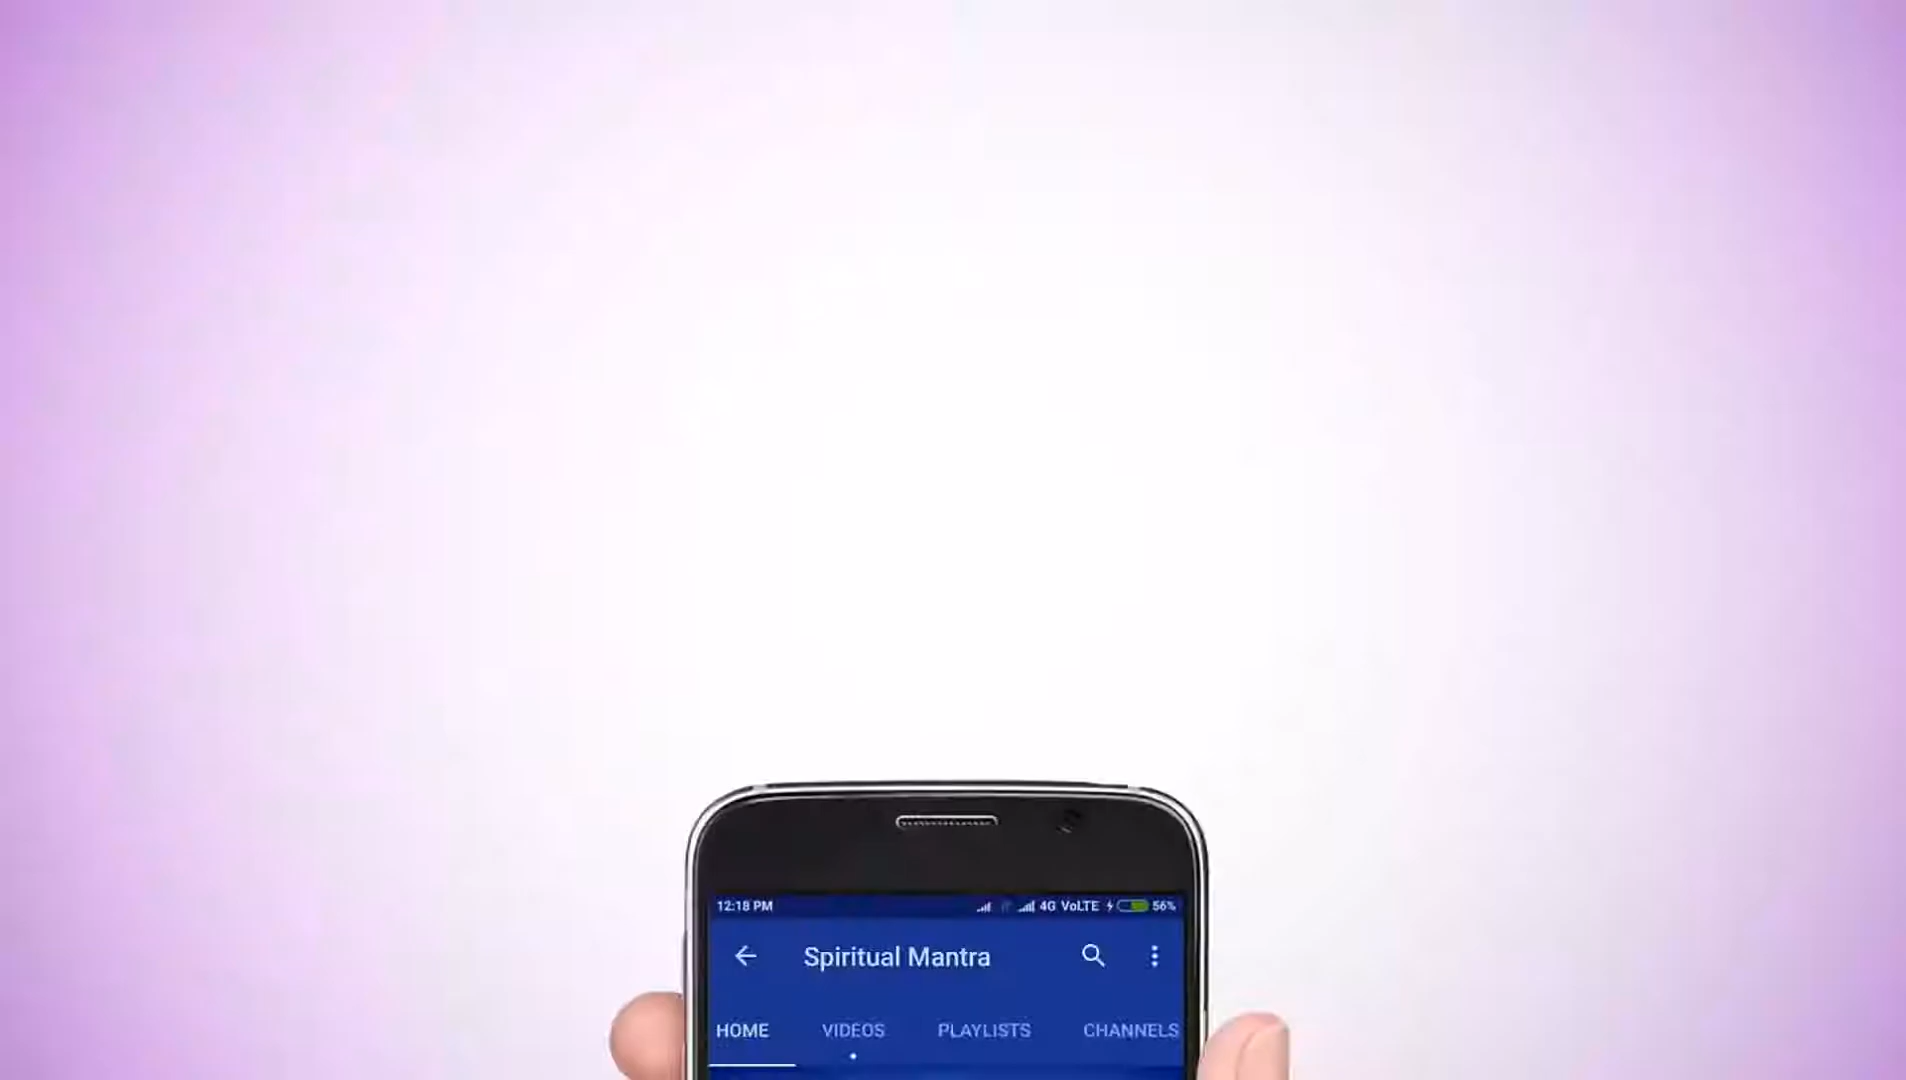 12:18 PM 4G VoLTE 56%
Spiritual Mantra
HOME VIDEOS PLAYLISTS CHANNELS